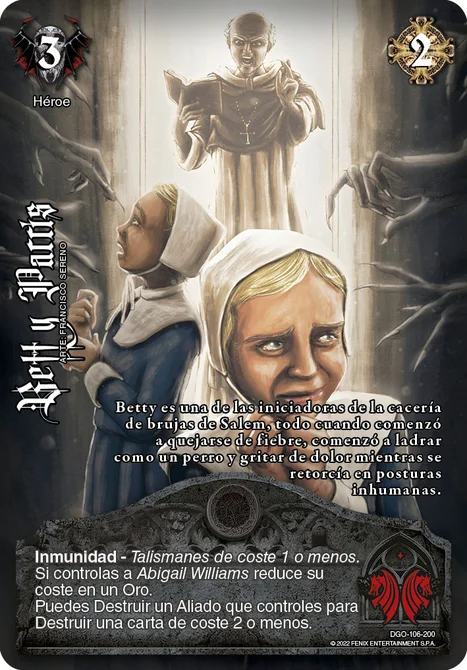 3
2
Héroe
Betty Parris
ARTE: FRANCISCO SERENO
Betty es una de las iniciadoras de la cacería
de brujas de Salem, todo cuando comenzó
a quejarse de fiebre, comenzó a ladrar
como un perro y gritar de dolor mientras se
retorcía en posturas
inhumanas.
Inmunidad - Talismanes de coste 1 o menos.
Si controlas a Abigail Williams reduce su
coste en un Oro.
Puedes Destruir un Aliado que controles para
Destruir una carta de coste 2 o menos.
DGO-106-200
© 2022 FENIX ENTERTAINMENT S.P.A.